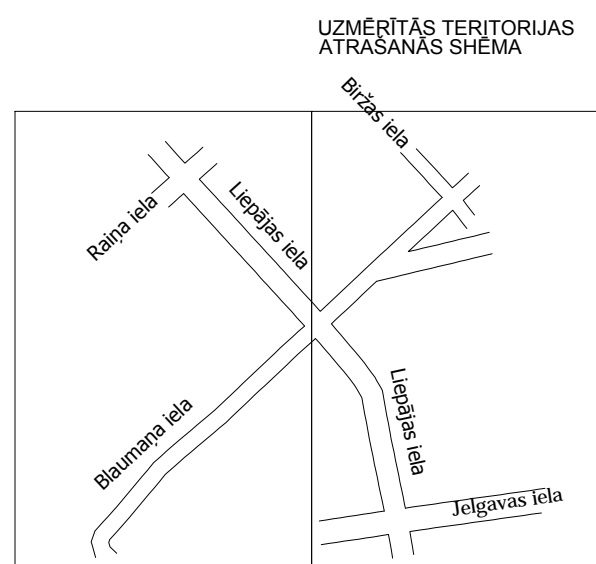 UZMĒRĪTĀS TERITORIJAS
ATRAŠANĀS SHĒMA
Biržas iela
Raiņa iela
Liepājas iela
Blaumaņa iela
Liepājas iela
Jelgavas iela